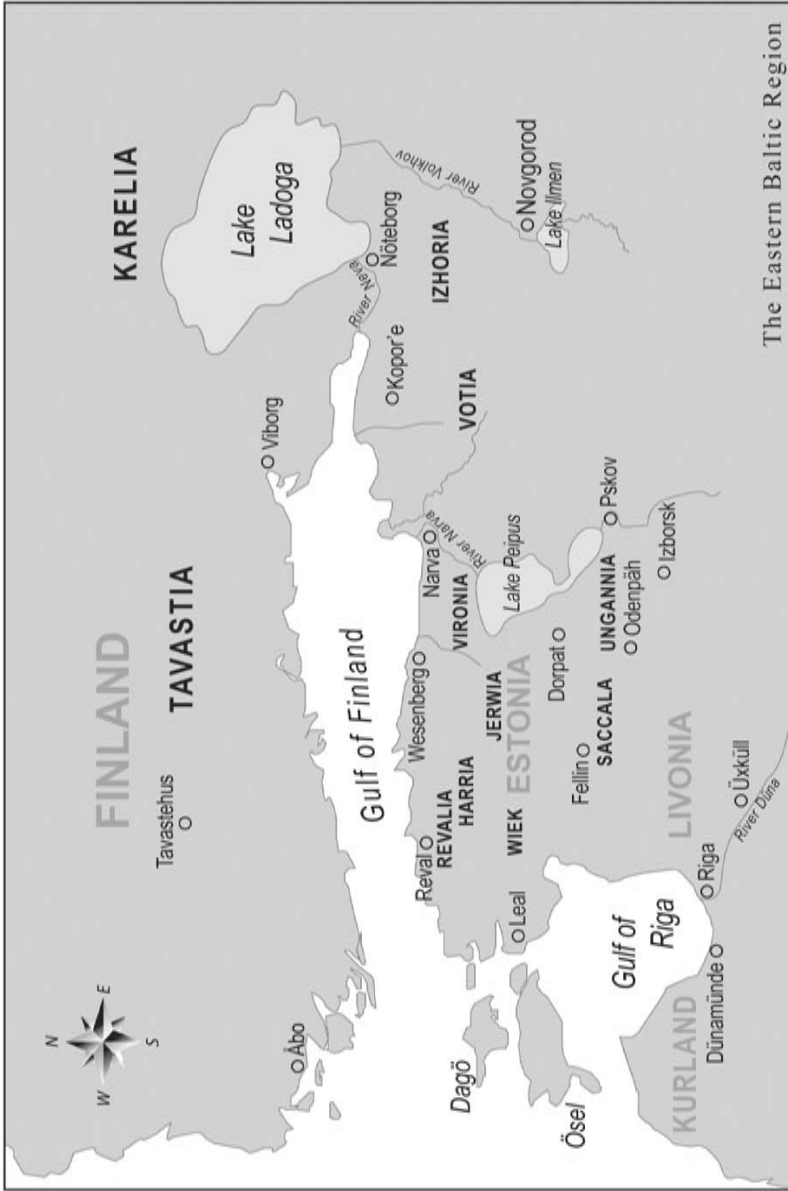 N
W
E
S
FINLAND
Tavastehus
TAVASTIA
KARELIA
Åbo
Viborg
Lake
Ladoga
River Neva
Nöteborg
Gulf of Finland
Kopor'e
IZHORIA
River Volkhov
Novgorod
Lake Ilmen
VOTIA
Reval
REVALIA
HARRIA
Wesenberg
Narva
River Narva
VIRONIA
JERWIA
WIEK
ESTONIA
Lake Peipus
Dagö
Leal
Ösel
Fellin
Dorpat
SACCALA
UNGANNIA
Odenpäh
Pskov
Izborsk
Gulf of
Riga
LIVONIA
KURLAND
Dünamünde
Riga
Üxküll
River Düna
The Eastern Baltic Region